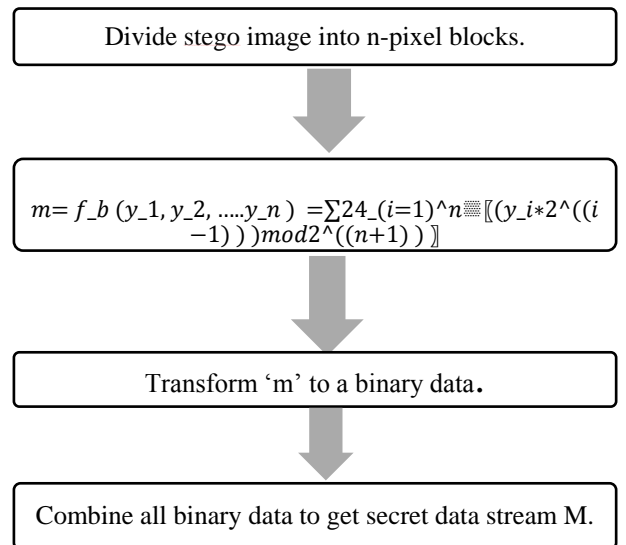 Divide stego image into n-pixel blocks.
m= f_b (y_1, y_2, .....y_n ) =∑24_(i=1)^n▒〖(y_i*2^((i
−1) ) )mod2^((n+1) ) 〗
Transform ‘m’ to a binary data.
Combine all binary data to get secret data stream M.